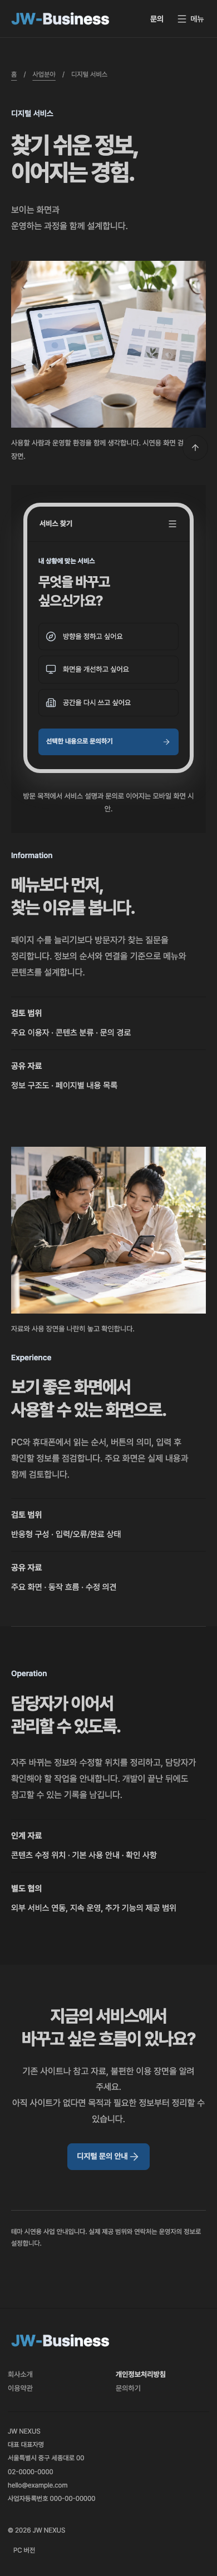 JW-Business
문의
메뉴
홈 / 사업분야 / 디지털 서비스
디지털 서비스
찾기 쉬운 정보,
이어지는 경험.
보이는 화면과
운영하는 과정을 함께 설계합니다.
사용할 사람과 운영할 환경을 함께 생각합니다. 시연용 화면 검
장면.
서비스 찾기
내 상황에 맞는 서비스
무엇을 바꾸고
싶으신가요?
방향을 정하고 싶어요
화면을 개선하고 싶어요
공간을 다시 쓰고 싶어요
선택한 내용으로 문의하기
방문 목적에서 서비스 설명과 문의로 이어지는 모바일 화면 시
안.
Information
메뉴보다 먼저,
찾는 이유를 봅니다.
페이지 수를 늘리기보다 방문자가 찾는 질문을
정리합니다. 정보의 순서와 연결을 기준으로 메뉴와
콘텐츠를 설계합니다.
검토 범위
주요 이용자 · 콘텐츠 분류 · 문의 경로
공유 자료
정보 구조도 · 페이지별 내용 목록
자료와 사용 장면을 나란히 놓고 확인합니다.
Experience
보기 좋은 화면에서
사용할 수 있는 화면으로.
PC와 휴대폰에서 읽는 순서, 버튼의 의미, 입력 후
확인할 정보를 점검합니다. 주요 화면은 실제 내용과
함께 검토합니다.
검토 범위
반응형 구성 · 입력/오류/완료 상태
공유 자료
주요 화면 · 동작 흐름 · 수정 의견
Operation
담당자가 이어서
관리할 수 있도록.
자주 바뀌는 정보와 수정할 위치를 정리하고, 담당자가
확인해야 할 작업을 안내합니다. 개발이 끝난 뒤에도
참고할 수 있는 기록을 남깁니다.
인계 자료
콘텐츠 수정 위치 · 기본 사용 안내 · 확인 사항
별도 협의
외부 서비스 연동, 지속 운영, 추가 기능의 제공 범위
지금의 서비스에서
바꾸고 싶은 흐름이 있나요?
기존 사이트나 참고 자료, 불편한 이용 장면을 알려
주세요.
아직 사이트가 없다면 목적과 필요한 정보부터 정리할 수
있습니다.
디지털 문의 안내
테마 시연용 사업 안내입니다. 실제 제공 범위와 연락처는 운영자의 정보로
설정합니다.
JW-Business
회사소개
개인정보처리방침
이용약관
문의하기
JW NEXUS
대표 대표자명
서울특별시 중구 세종대로 00
02-0000-0000
hello@example.com
사업자등록번호 000-00-00000
© 2026 JW NEXUS
PC 버전